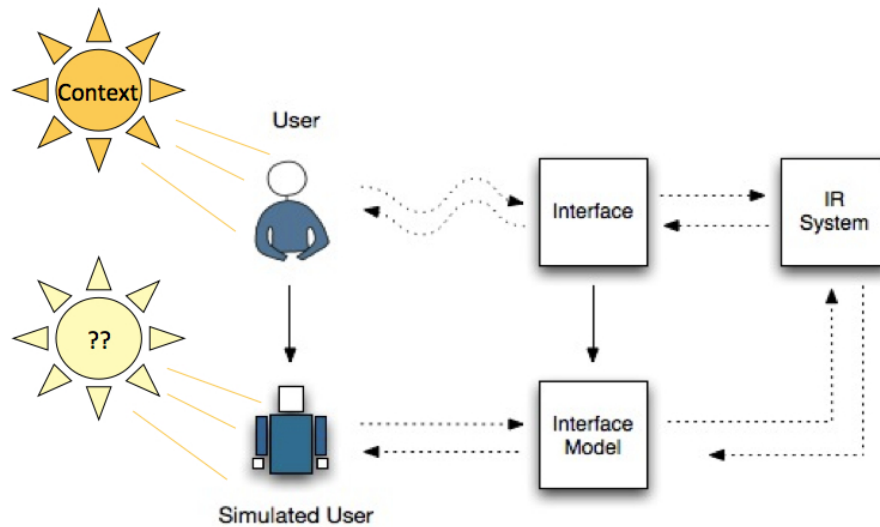 Context
User
Interface
IR
System
??
Interface
Model
Simulated User